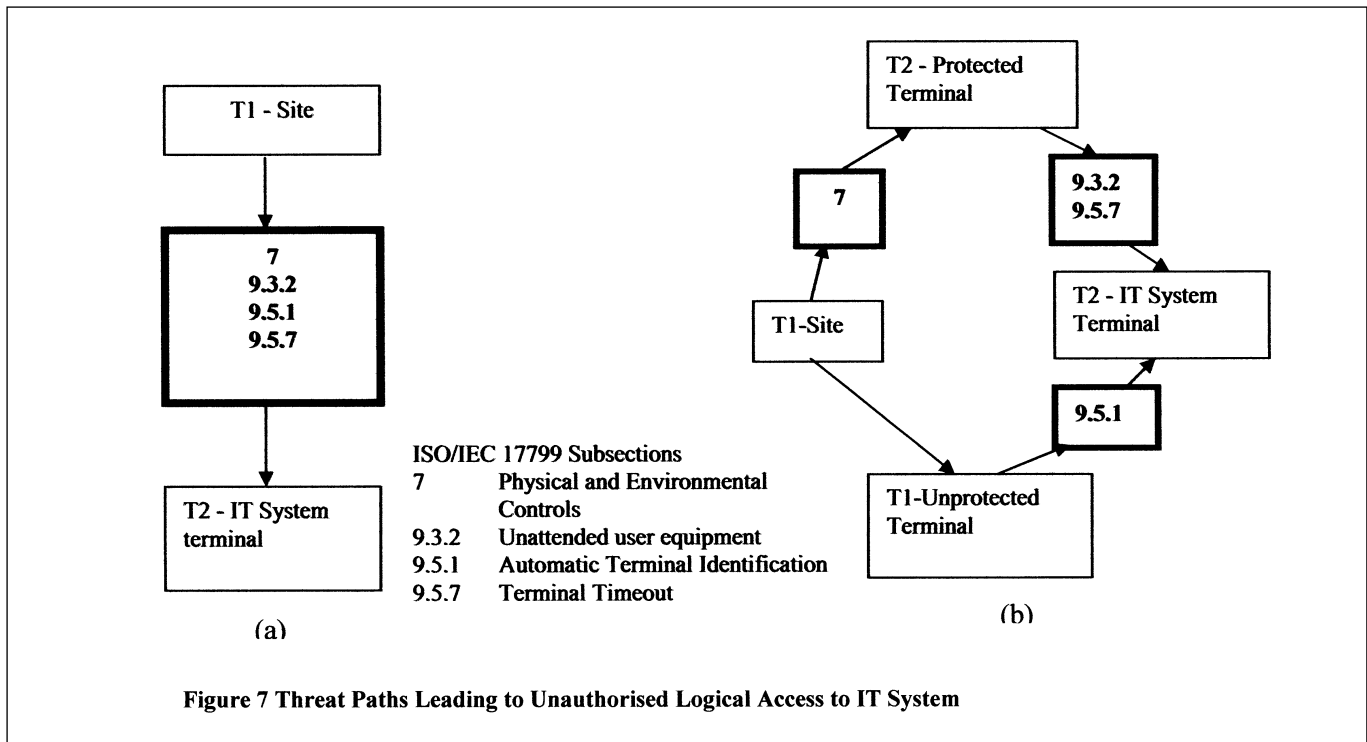 T1 - Site
7
9.3.2
9.5.1
9.5.7
T2 - IT System
terminal
(a)
ISO/IEC 17799 Subsections
7 Physical and Environmental
Controls
9.3.2 Unattended user equipment
9.5.1 Automatic Terminal Identification
9.5.7 Terminal Timeout
T2 - Protected
Terminal
7
9.3.2
9.5.7
T1-Site
T2 - IT System
Terminal
9.5.1
T1-Unprotected
Terminal
(b)
Figure 7 Threat Paths Leading to Unauthorised Logical Access to IT System